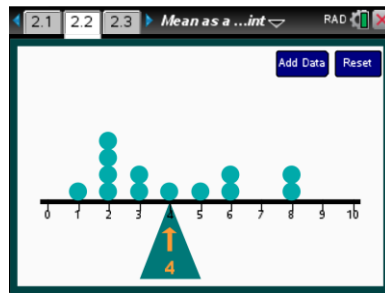 2.1 2.2 2.3 Mean as a ...int RAD
Add Data Reset
0 1 2 3 4 5 6 7 8 9 10
4